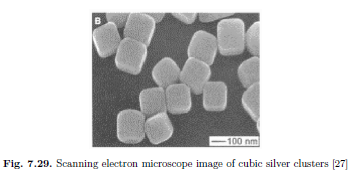 B
100 nm
Fig. 7.29. Scanning electron microscope image of cubic silver clusters [27]